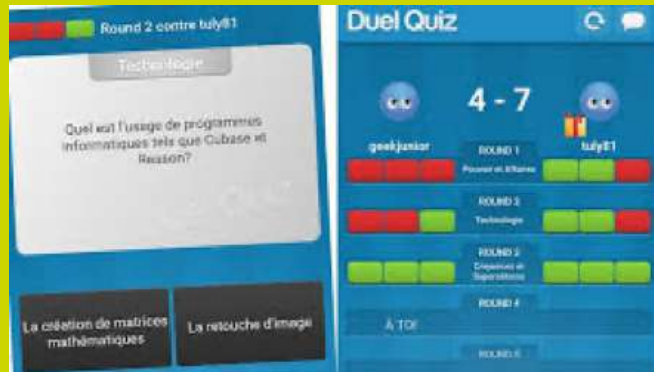 Round 2 contre tuly81
Technologie
Quel est l'usage de programmes
informatiques tels que Cubase et
Reason?
La création de matrices
mathématiques
La retouche d'image
Duel Quiz
4 - 7
geekjunior
tuly81
ROUND 1
Pouvoir et Affaires
ROUND 2
Technologie
ROUND 3
Croyances et
Superstitions
ROUND 4
À TOI!
ROUND 5